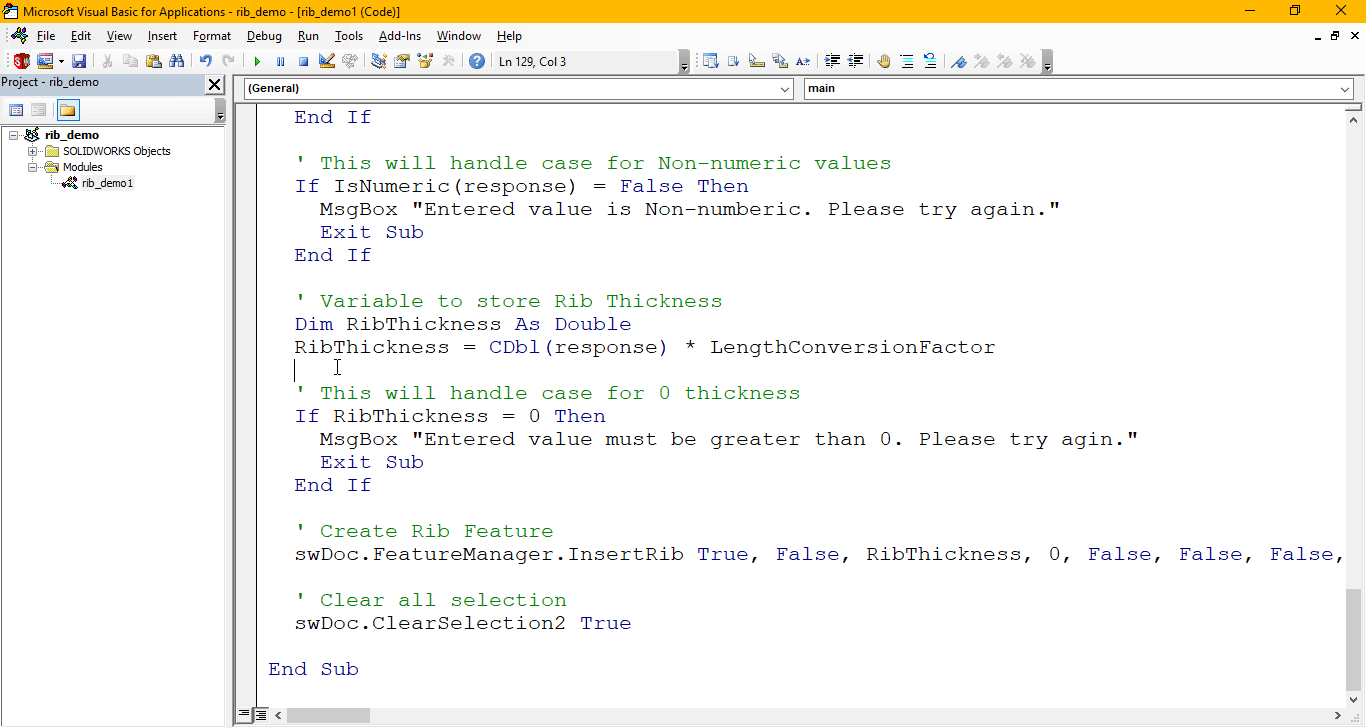 Microsoft Visual Basic for Applications - rib_demo - [rib_demo1 (Code)]
File Edit View Insert Format Debug Run Tools Add-Ins Window Help
Ln 129, Col 3
Project - rib_demo
(General)
main
rib_demo
SOLIDWORKS Objects
Modules
rib_demo1
End If
' This will handle case for Non-numeric values
If IsNumeric(response) = False Then
MsgBox "Entered value is Non-numberic. Please try again."
Exit Sub
End If
' Variable to store Rib Thickness
Dim RibThickness As Double
RibThickness = CDbl(response) * LengthConversionFactor
' This will handle case for 0 thickness
If RibThickness = 0 Then
MsgBox "Entered value must be greater than 0. Please try agin."
Exit Sub
End If
' Create Rib Feature
swDoc.FeatureManager.InsertRib True, False, RibThickness, 0, False, False, False,
' Clear all selection
swDoc.ClearSelection2 True
End Sub